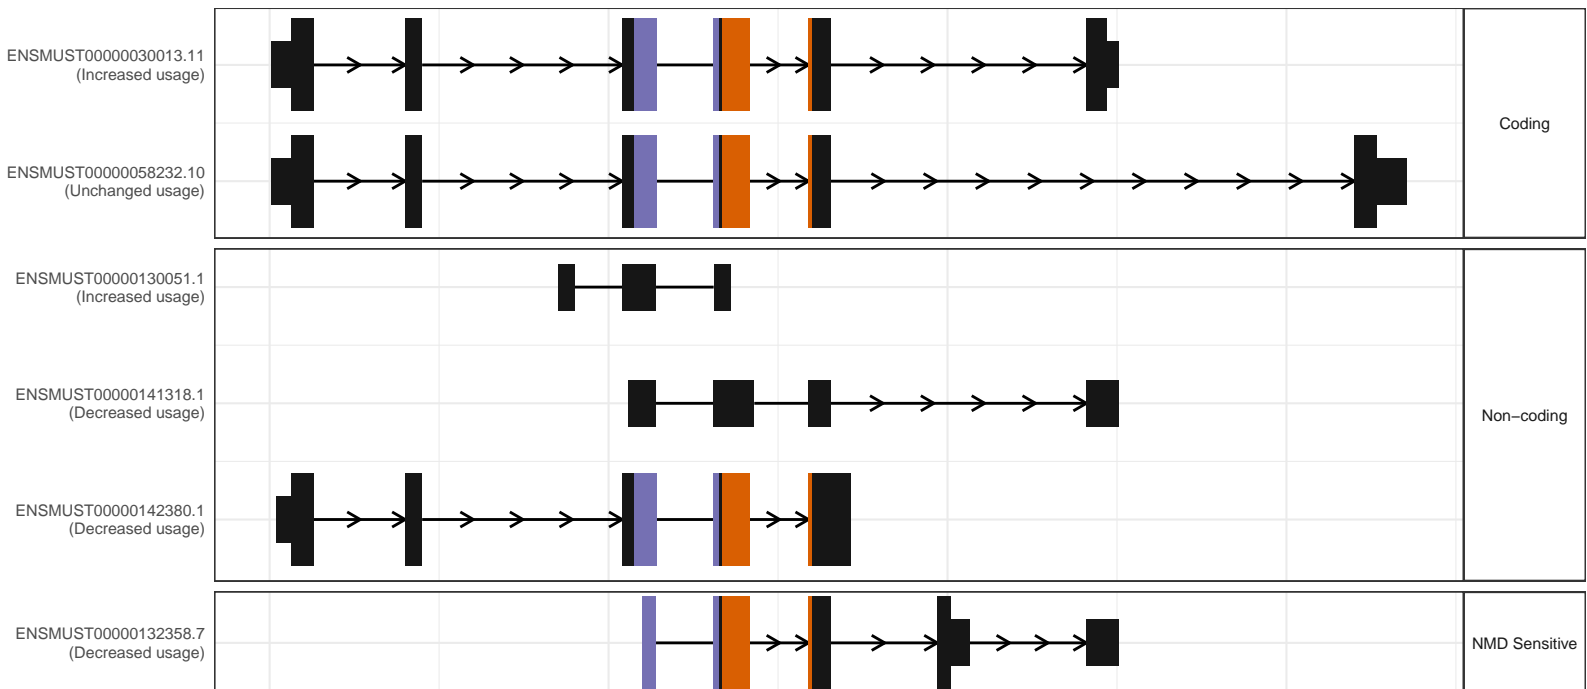 ENSMUST00000030013.11
(Increased usage)
ENSMUST00000058232.10
(Unchanged usage)
Coding
ENSMUST00000130051.1
(Increased usage)
ENSMUST00000141318.1
(Decreased usage)
ENSMUST00000142380.1
(Decreased usage)
Non−coding
ENSMUST00000132358.7
(Decreased usage)
NMD Sensitive